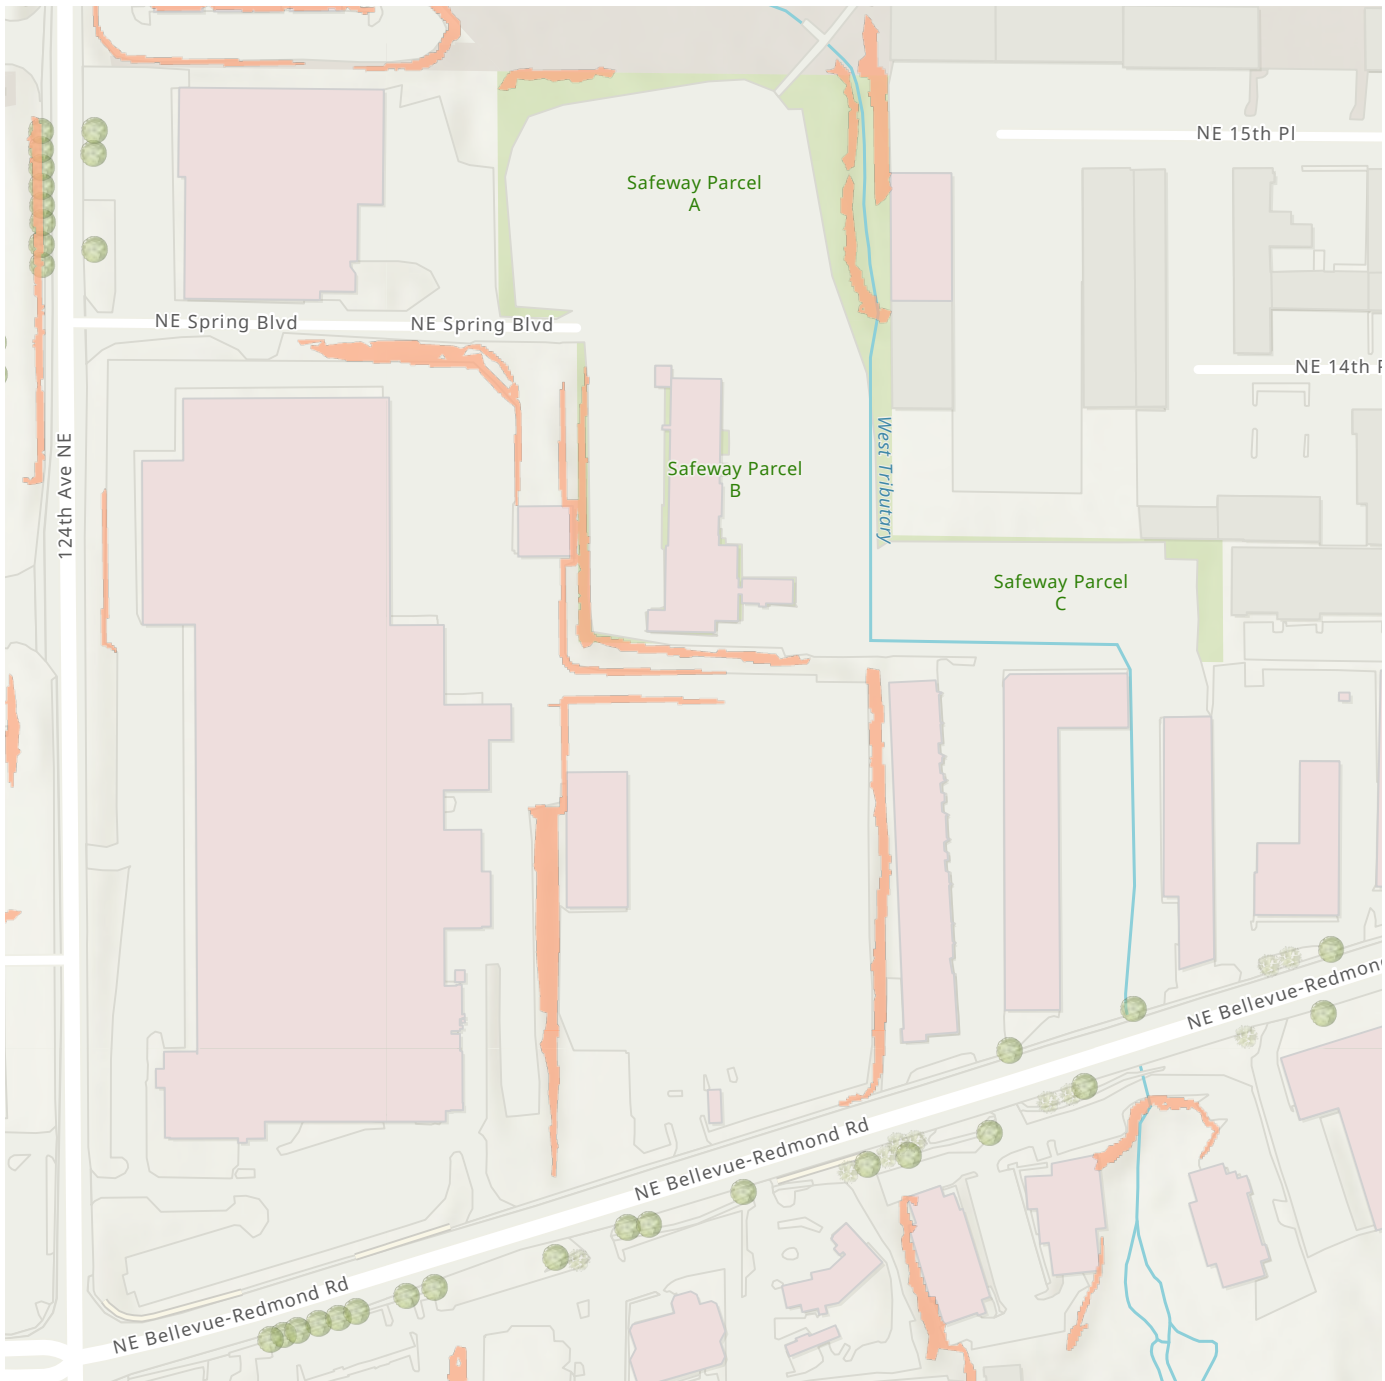 NE 15th Pl
Safeway Parcel
A
NE Spring Blvd
NE Spring Blvd
NE 14th P
124th Ave NE
West Tributary
Safeway Parcel
B
Safeway Parcel
C
NE Bellevue-Redmond
NE Bellevue-Redmond Rd
NE Bellevue-Redmond Rd